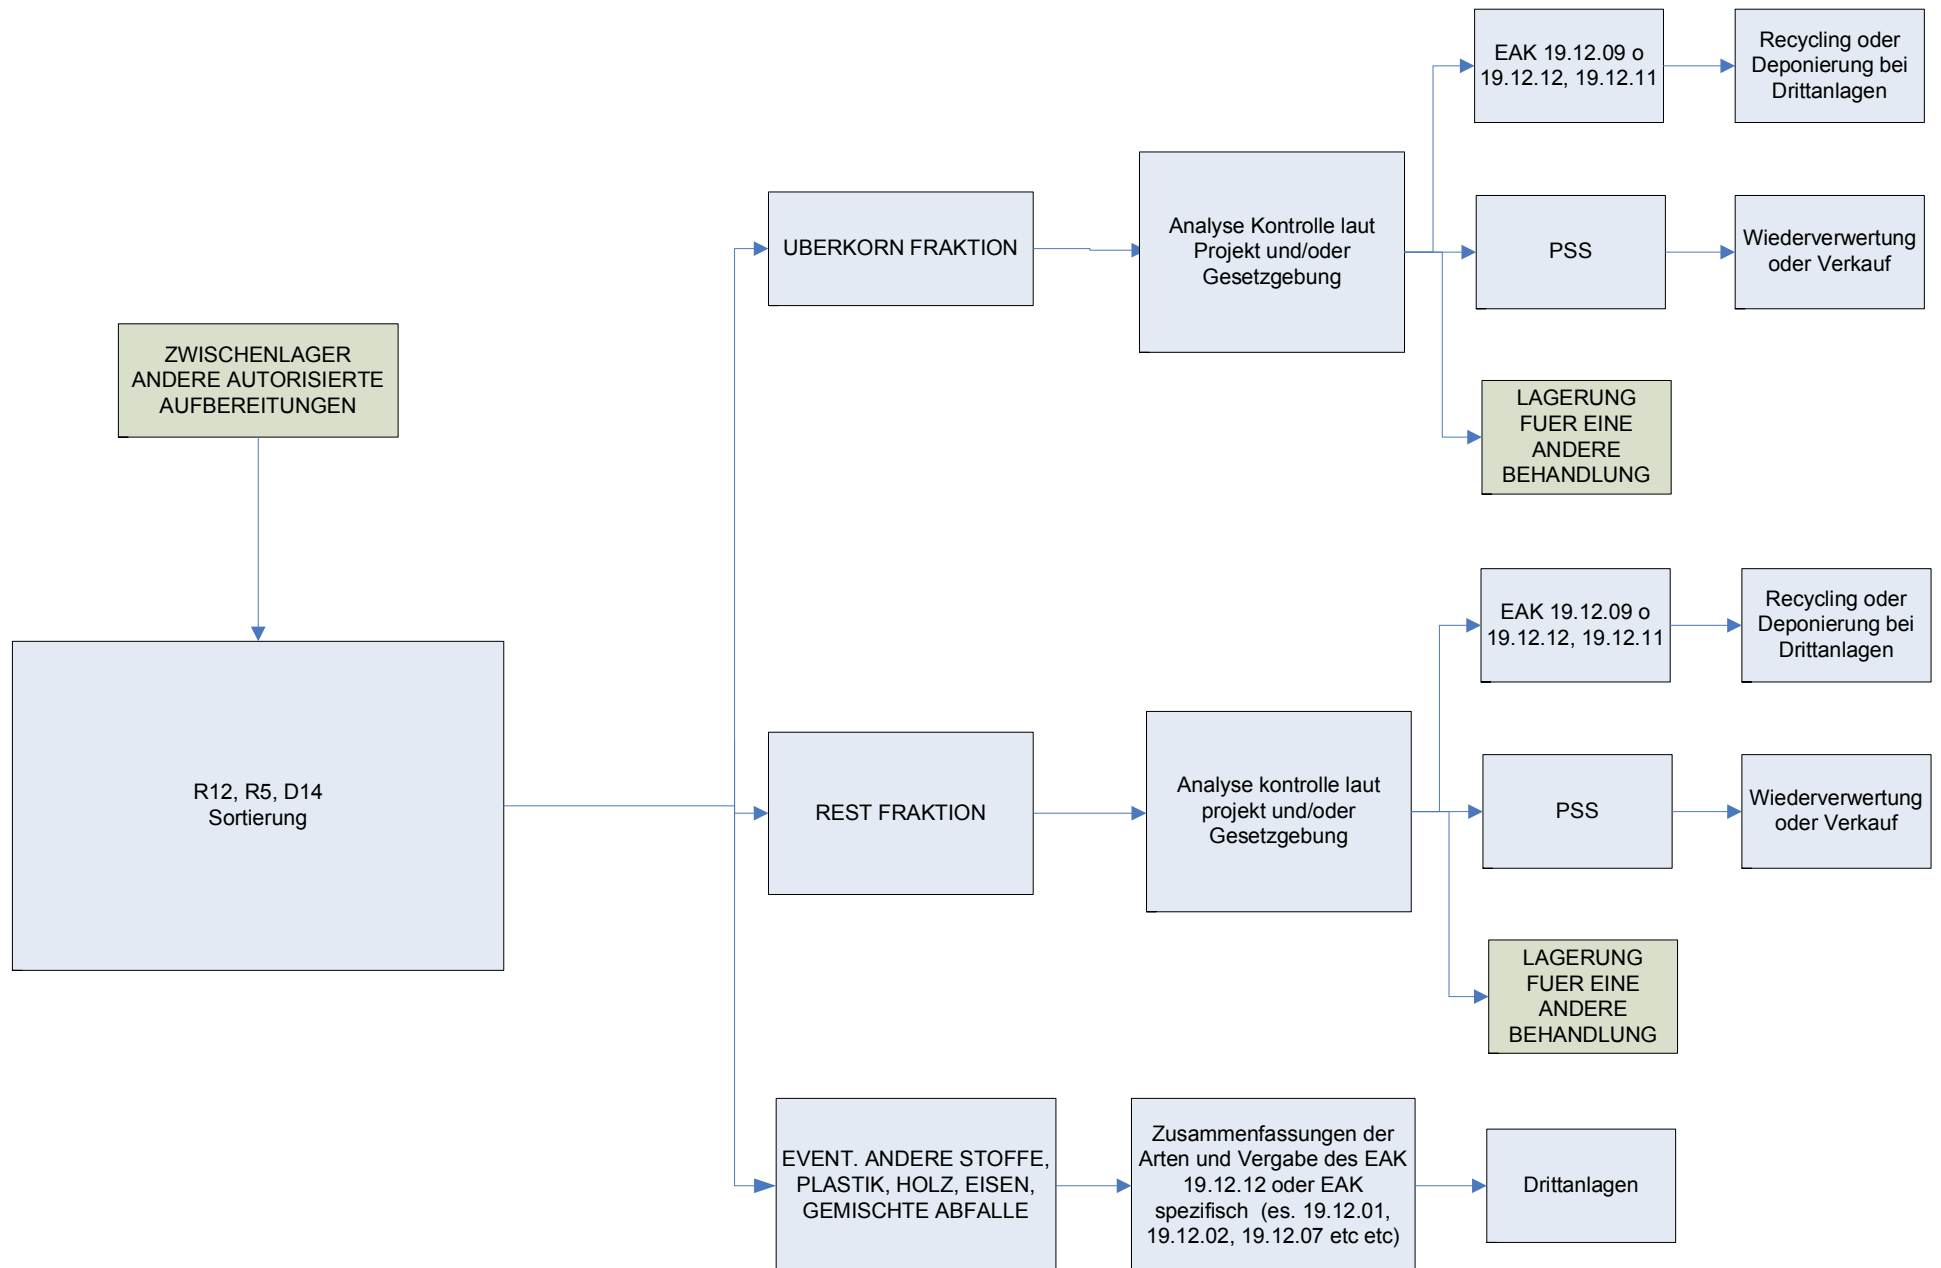 ZWISCHENLAGER
ANDERE AUTORISIERTE
AUFBEREITUNGEN
R12, R5, D14
Sortierung
UBERKORN FRAKTION
Analyse Kontrolle laut
Projekt und/oder
Gesetzgebung
EAK 19.12.09 o
19.12.12, 19.12.11
Recycling oder
Deponierung bei
Drittanlagen
PSS
Wiederverwertung
oder Verkauf
LAGERUNG
FUER EINE
ANDERE
BEHANDLUNG
REST FRAKTION
Analyse kontrolle laut
projekt und/oder
Gesetzgebung
EAK 19.12.09 o
19.12.12, 19.12.11
Recycling oder
Deponierung bei
Drittanlagen
PSS
Wiederverwertung
oder Verkauf
LAGERUNG
FUER EINE
ANDERE
BEHANDLUNG
EVENT. ANDERE STOFFE,
PLASTIK, HOLZ, EISEN,
GEMISCHTE ABFALLE
Zusammenfassungen der
Arten und Vergabe des EAK
19.12.12 oder EAK
spezifisch (es. 19.12.01,
19.12.02, 19.12.07 etc etc)
Drittanlagen